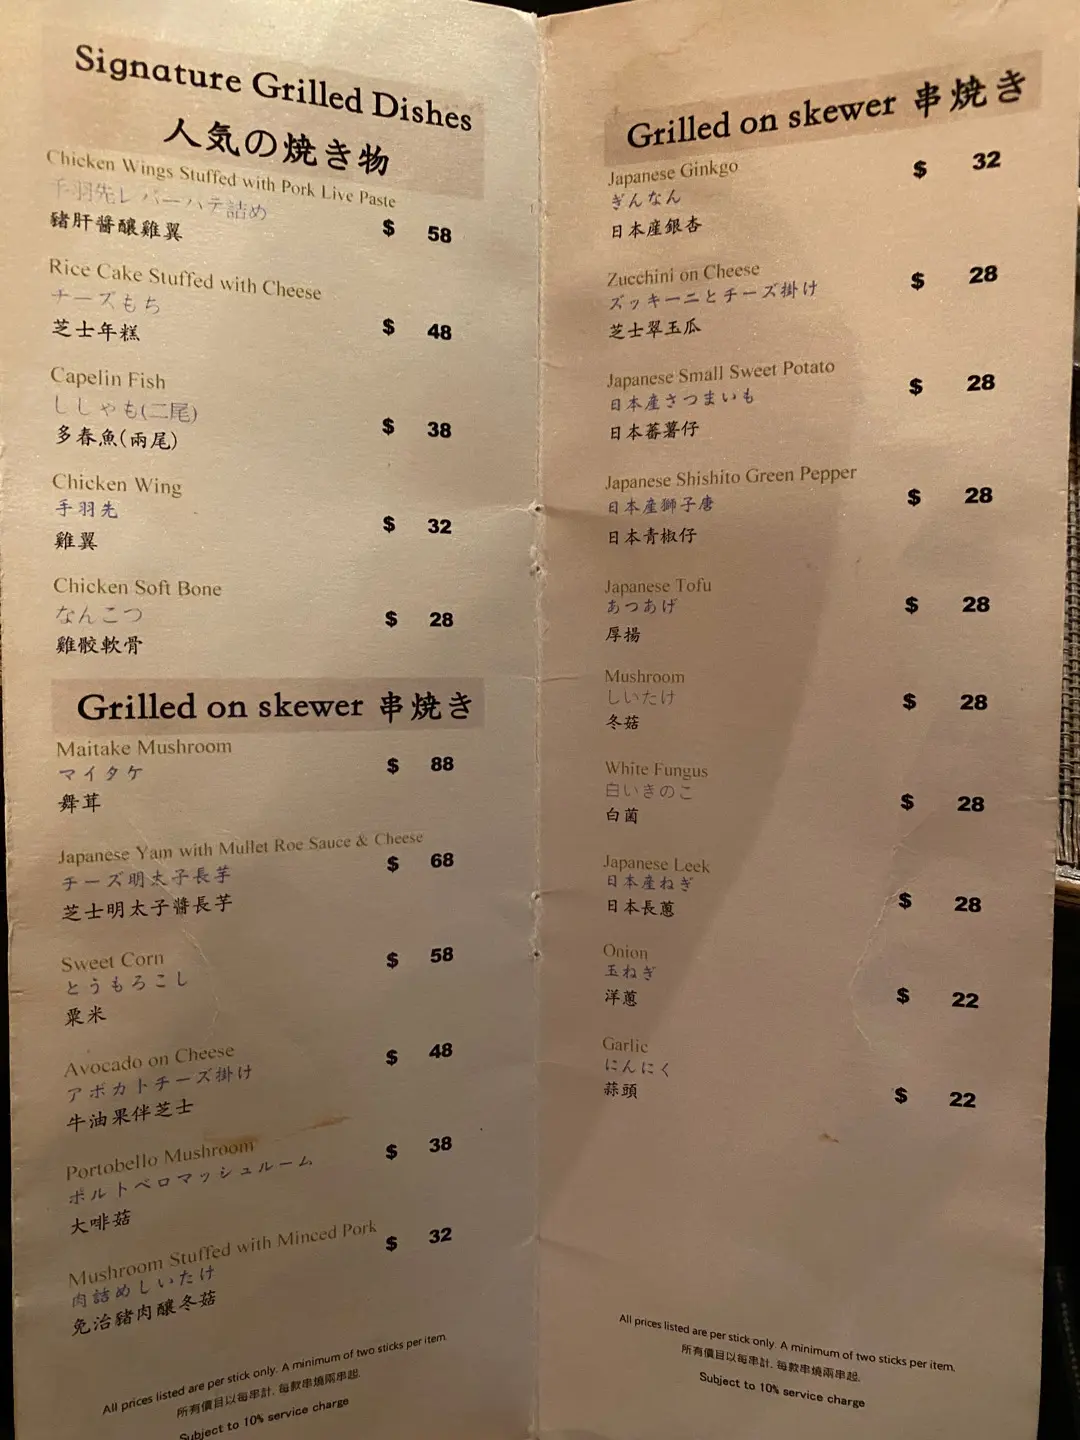 Signature Grilled Dishes
人気の焼き物
Chicken Wings Stuffed with Pork Live Paste
手羽先レバーハテ詰め
豬肝醬釀雞翼
$ 58
Rice Cake Stuffed with Cheese
チーズもち
芝士年糕
$ 48
Capelin Fish
ししゃも(二尾)
多春魚(兩尾)
$ 38
Chicken Wing
手羽先
雞翼
$ 32
Chicken Soft Bone
なんこつ
雞骹軟骨
$ 28
Grilled on skewer 串焼き
Maitake Mushroom
マイタケ
舞茸
$ 88
Japanese Yam with Mullet Roe Sauce & Cheese
チーズ明太子長芋
芝士明太子醬長芋
$ 68
Sweet Corn
とうもろこし
粟米
$ 58
Avocado on Cheese
アボカトチーズ掛け
牛油果伴芝士
$ 48
Portobello Mushroom
ポルトベロマッシュルーム
大啡菇
$ 38
Mushroom Stuffed with Minced Pork
肉詰めしいたけ
免治豬肉釀冬菇
$ 32
All prices listed are per stick only. A minimum of two sticks per item.
所有價目以每串計. 每款串燒兩串起.
Subject to 10% service charge
Grilled on skewer 串焼き
Japanese Ginkgo
ぎんなん
日本産銀杏
$ 32
Zucchini on Cheese
ズッキーニとチーズ掛け
芝士翠玉瓜
$ 28
Japanese Small Sweet Potato
日本産さつまいも
日本蕃薯仔
$ 28
Japanese Shishito Green Pepper
日本産獅子唐
日本青椒仔
$ 28
Japanese Tofu
あつあげ
厚揚
$ 28
Mushroom
しいたけ
冬菇
$ 28
White Fungus
白いきのこ
白菌
$ 28
Japanese Leek
日本産ねぎ
日本長蔥
$ 28
Onion
玉ねぎ
洋蔥
$ 22
Garlic
にんにく
蒜頭
$ 22
All prices listed are per stick only. A minimum of two sticks per item.
所有價目以每串計. 每款串燒兩串起.
Subject to 10% service charge